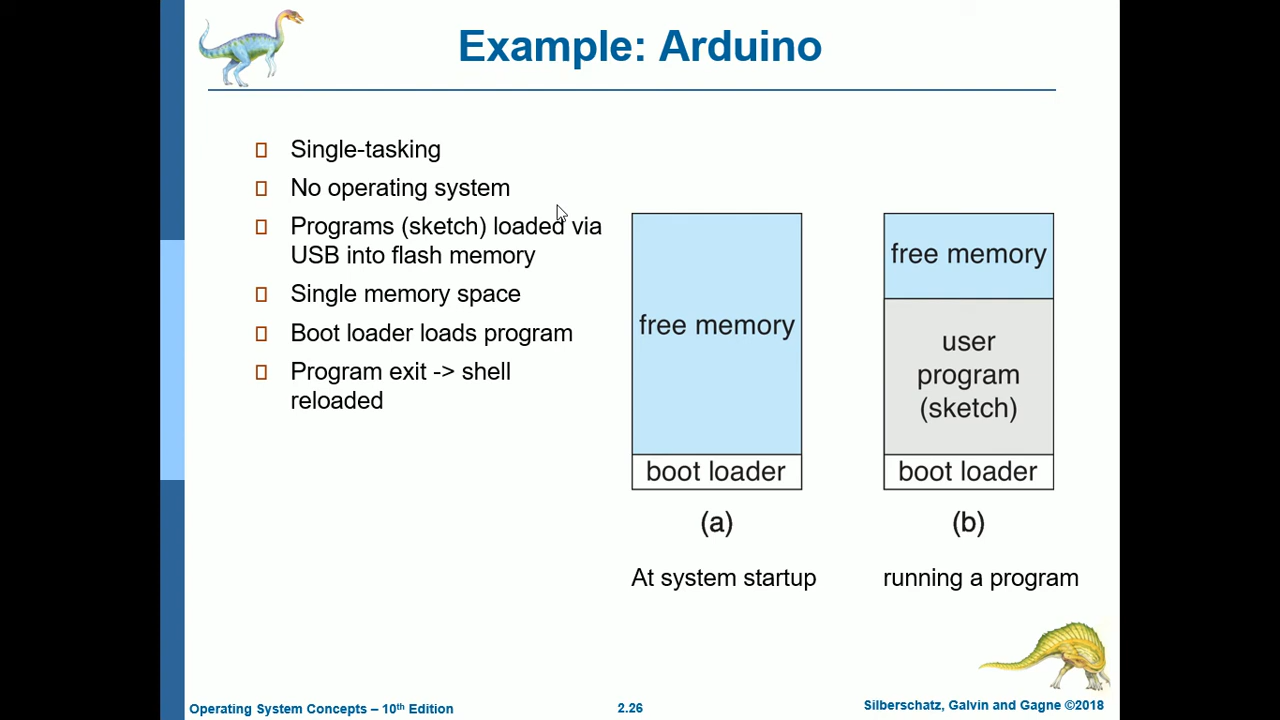 Example: Arduino
Single-tasking
No operating system
Programs (sketch) loaded via
USB into flash memory
Single memory space
Boot loader loads program
Program exit -> shell
reloaded
free memory
boot loader
(a)
At system startup
free memory
user
program
(sketch)
boot loader
(b)
running a program
Operating System Concepts – 10th Edition
2.26
Silberschatz, Galvin and Gagne ©2018